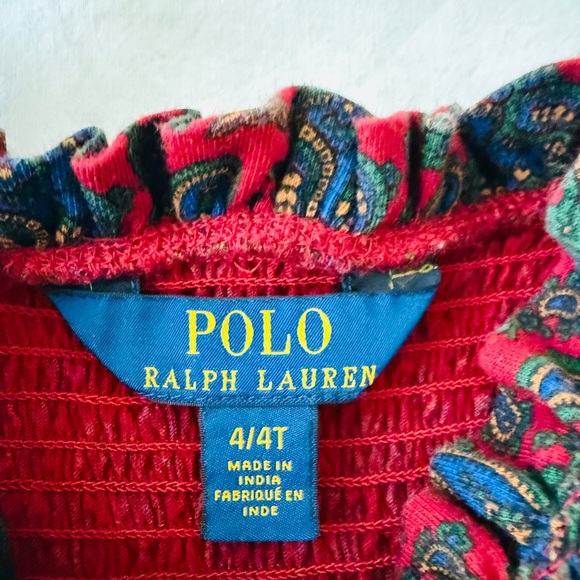 POLO
RALPH LAUREN
4/4T
MADE IN
INDIA
FABRIQUÉ EN
INDE